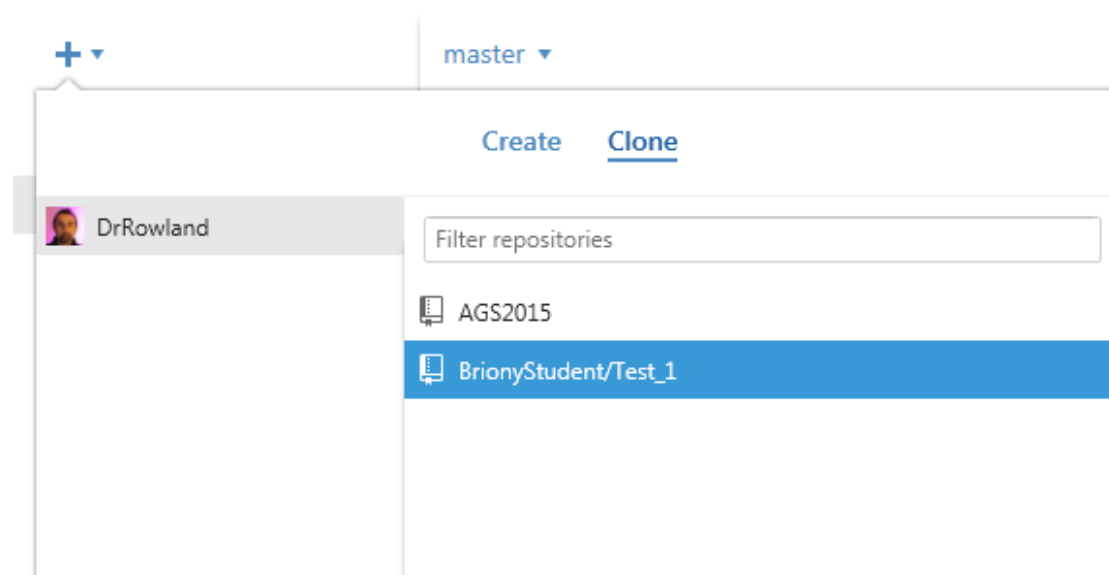 master
Create Clone
DrRowland
Filter repositories
AGS2015
BrionyStudent/Test_1